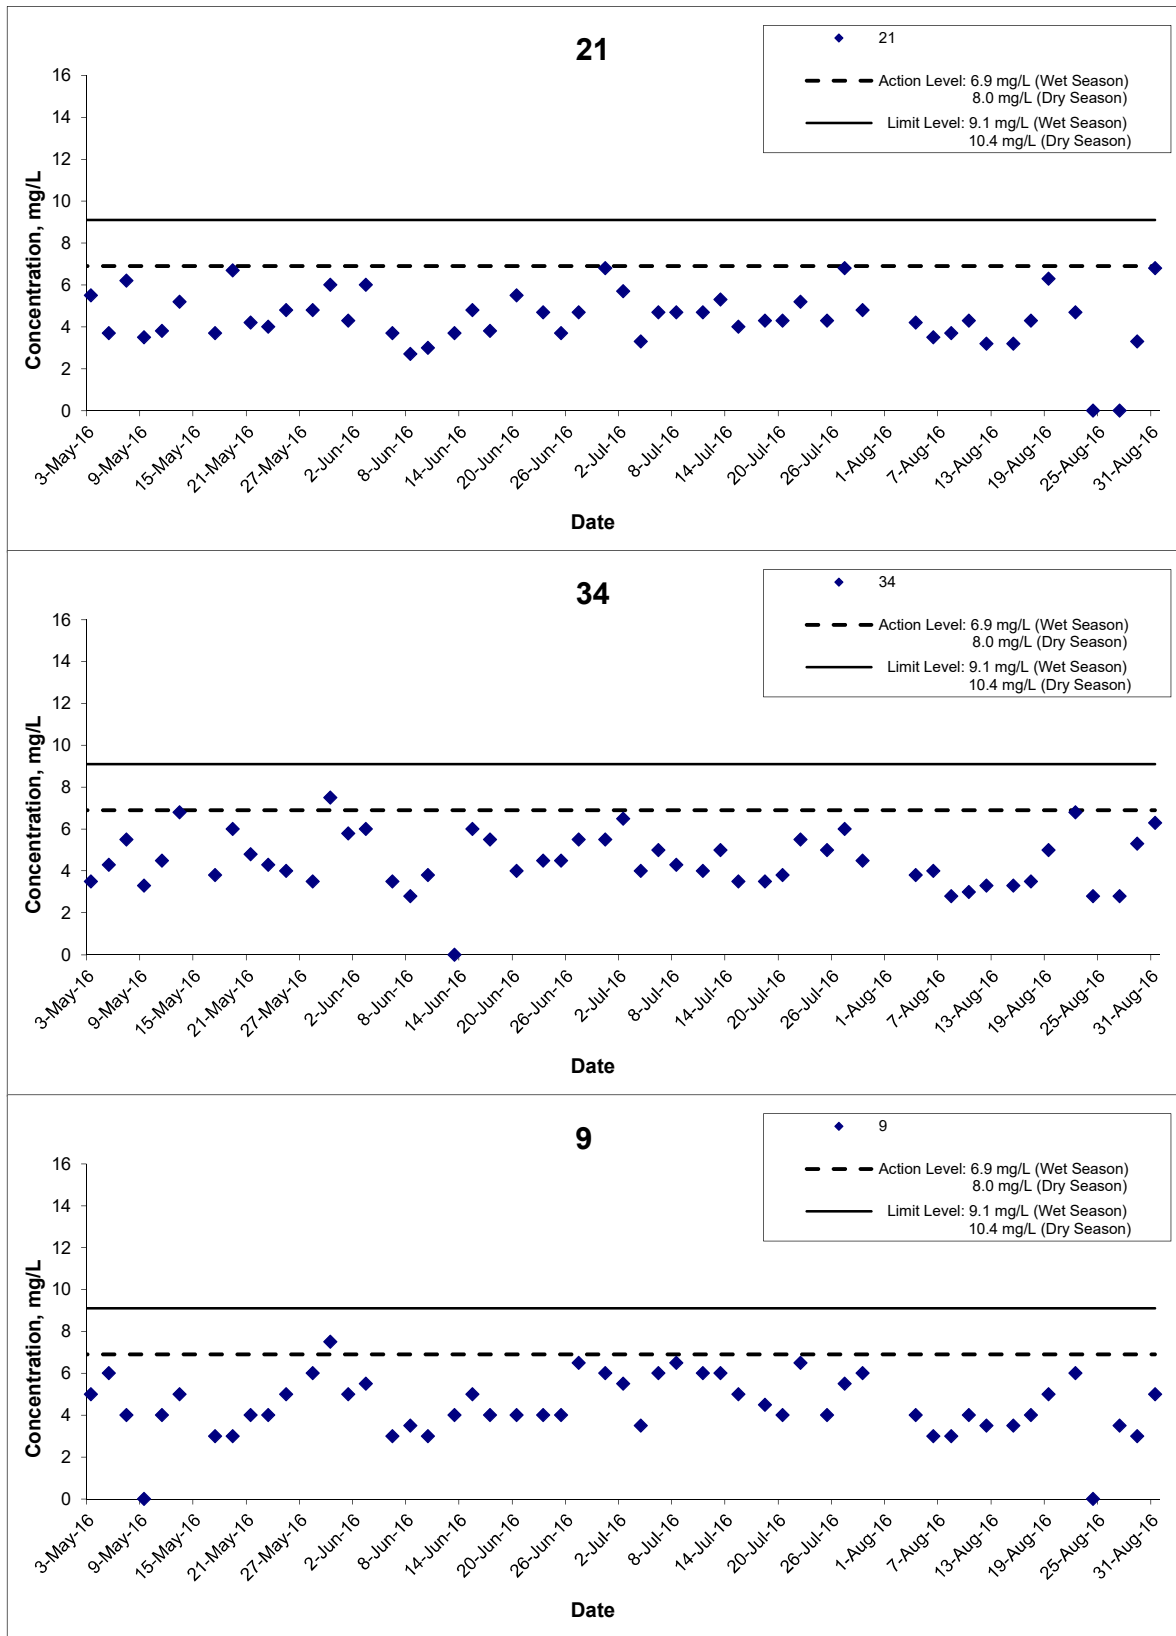 21
21
Action Level: 6.9 mg/L (Wet Season)
8.0 mg/L (Dry Season)
Limit Level: 9.1 mg/L (Wet Season)
10.4 mg/L (Dry Season)
Concentration, mg/L
16
14
12
10
8
6
4
2
0
3-May-16
9-May-16
15-May-16
21-May-16
27-May-16
2-Jun-16
8-Jun-16
14-Jun-16
20-Jun-16
26-Jun-16
2-Jul-16
8-Jul-16
14-Jul-16
20-Jul-16
26-Jul-16
1-Aug-16
7-Aug-16
13-Aug-16
19-Aug-16
25-Aug-16
31-Aug-16
Date
34
34
Action Level: 6.9 mg/L (Wet Season)
8.0 mg/L (Dry Season)
Limit Level: 9.1 mg/L (Wet Season)
10.4 mg/L (Dry Season)
Concentration, mg/L
16
14
12
10
8
6
4
2
0
3-May-16
9-May-16
15-May-16
21-May-16
27-May-16
2-Jun-16
8-Jun-16
14-Jun-16
20-Jun-16
26-Jun-16
2-Jul-16
8-Jul-16
14-Jul-16
20-Jul-16
26-Jul-16
1-Aug-16
7-Aug-16
13-Aug-16
19-Aug-16
25-Aug-16
31-Aug-16
Date
9
9
Action Level: 6.9 mg/L (Wet Season)
8.0 mg/L (Dry Season)
Limit Level: 9.1 mg/L (Wet Season)
10.4 mg/L (Dry Season)
Concentration, mg/L
16
14
12
10
8
6
4
2
0
3-May-16
9-May-16
15-May-16
21-May-16
27-May-16
2-Jun-16
8-Jun-16
14-Jun-16
20-Jun-16
26-Jun-16
2-Jul-16
8-Jul-16
14-Jul-16
20-Jul-16
26-Jul-16
1-Aug-16
7-Aug-16
13-Aug-16
19-Aug-16
25-Aug-16
31-Aug-16
Date